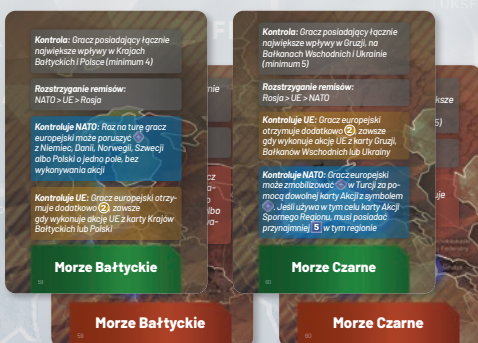 Kontrola: Gracz posiadający łącznie
największe wpływy w Krajach
Bałtyckich i Polsce (minimum 4)
Rozstrzyganie remisów:
NATO > UE > Rosja
Kontroluje NATO: Raz na turę gracz
europejski może poruszyć
z Niemiec, Danii, Norwegii, Szwecji
albo Polski o jedno pole, bez
wykonywania akcji
Kontroluje UE: Gracz europejski otrzy-
muje dodatkowo 2, zawsze
gdy wykonuje akcję UE z karty Krajów
Bałtyckich lub Polski
Morze Bałtyckie
Kontrola: Gracz posiadający łącznie
największe wpływy w Gruzji, na
Bałkanach Wschodnich i Ukrainie
(minimum 5)
Rozstrzyganie remisów:
Rosja > UE > NATO
Kontroluje UE: Gracz europejski
otrzymuje dodatkowo 2, zawsze
gdy wykonuje akcję UE z karty Gruzji,
Bałkanów Wschodnich lub Ukrainy
Kontroluje NATO: Gracz europejski
może zmobilizować w Turcji za po-
mocą dowolnej karty Akcji z symbolem
. Jeśli używa w tym celu karty Akcji
Spornego Regionu, musi posiadać
przynajmniej 5 w tym regionie
Morze Czarne
60
Morze Bałtyckie
59
Morze Czarne
60